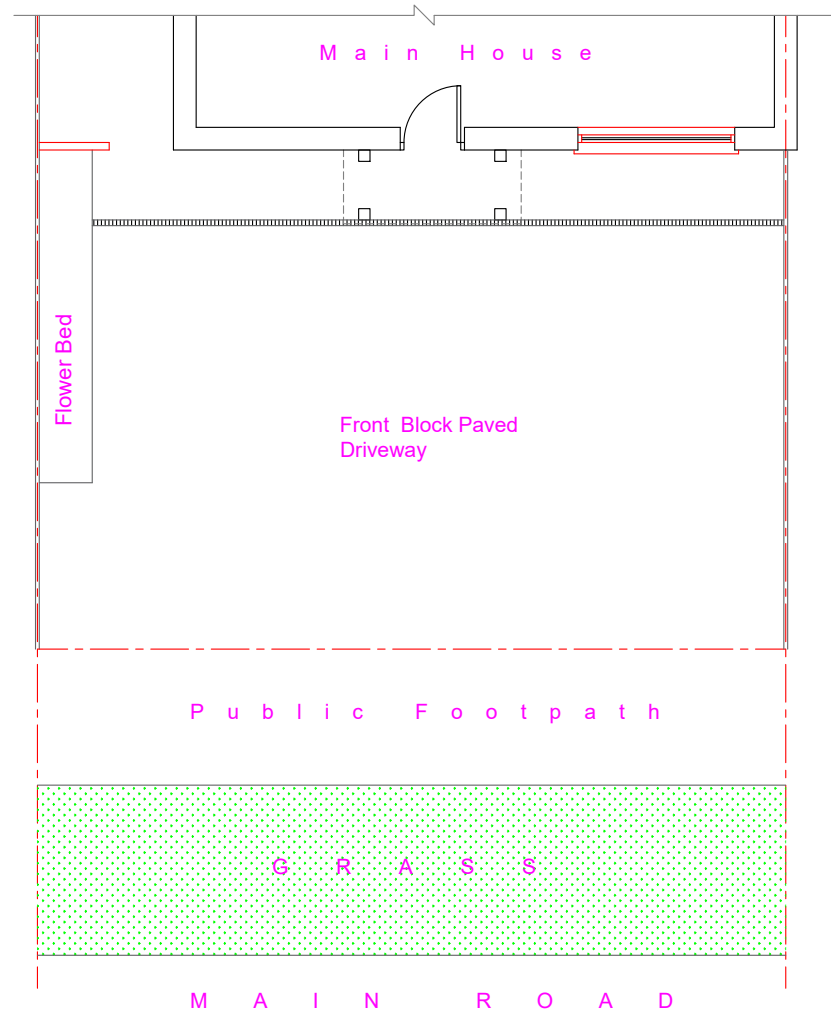 Main House
Flower Bed
Front Block Paved
Driveway
Public Footpath
GRASS
MAIN ROAD